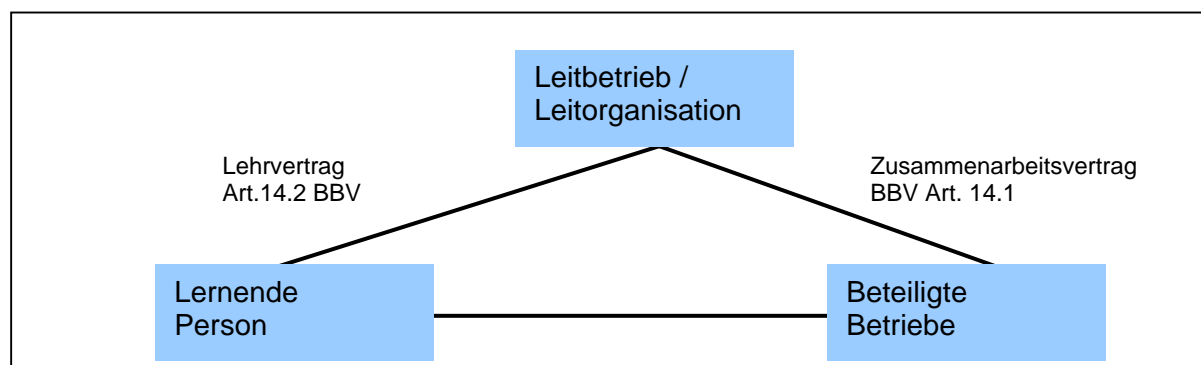 Leitbetrieb /
Leitorganisation
Lehrvertrag
Art.14.2 BBV
Zusammenarbeitsvertrag
BBV Art. 14.1
Lernende
Person
Beteiligte
Betriebe